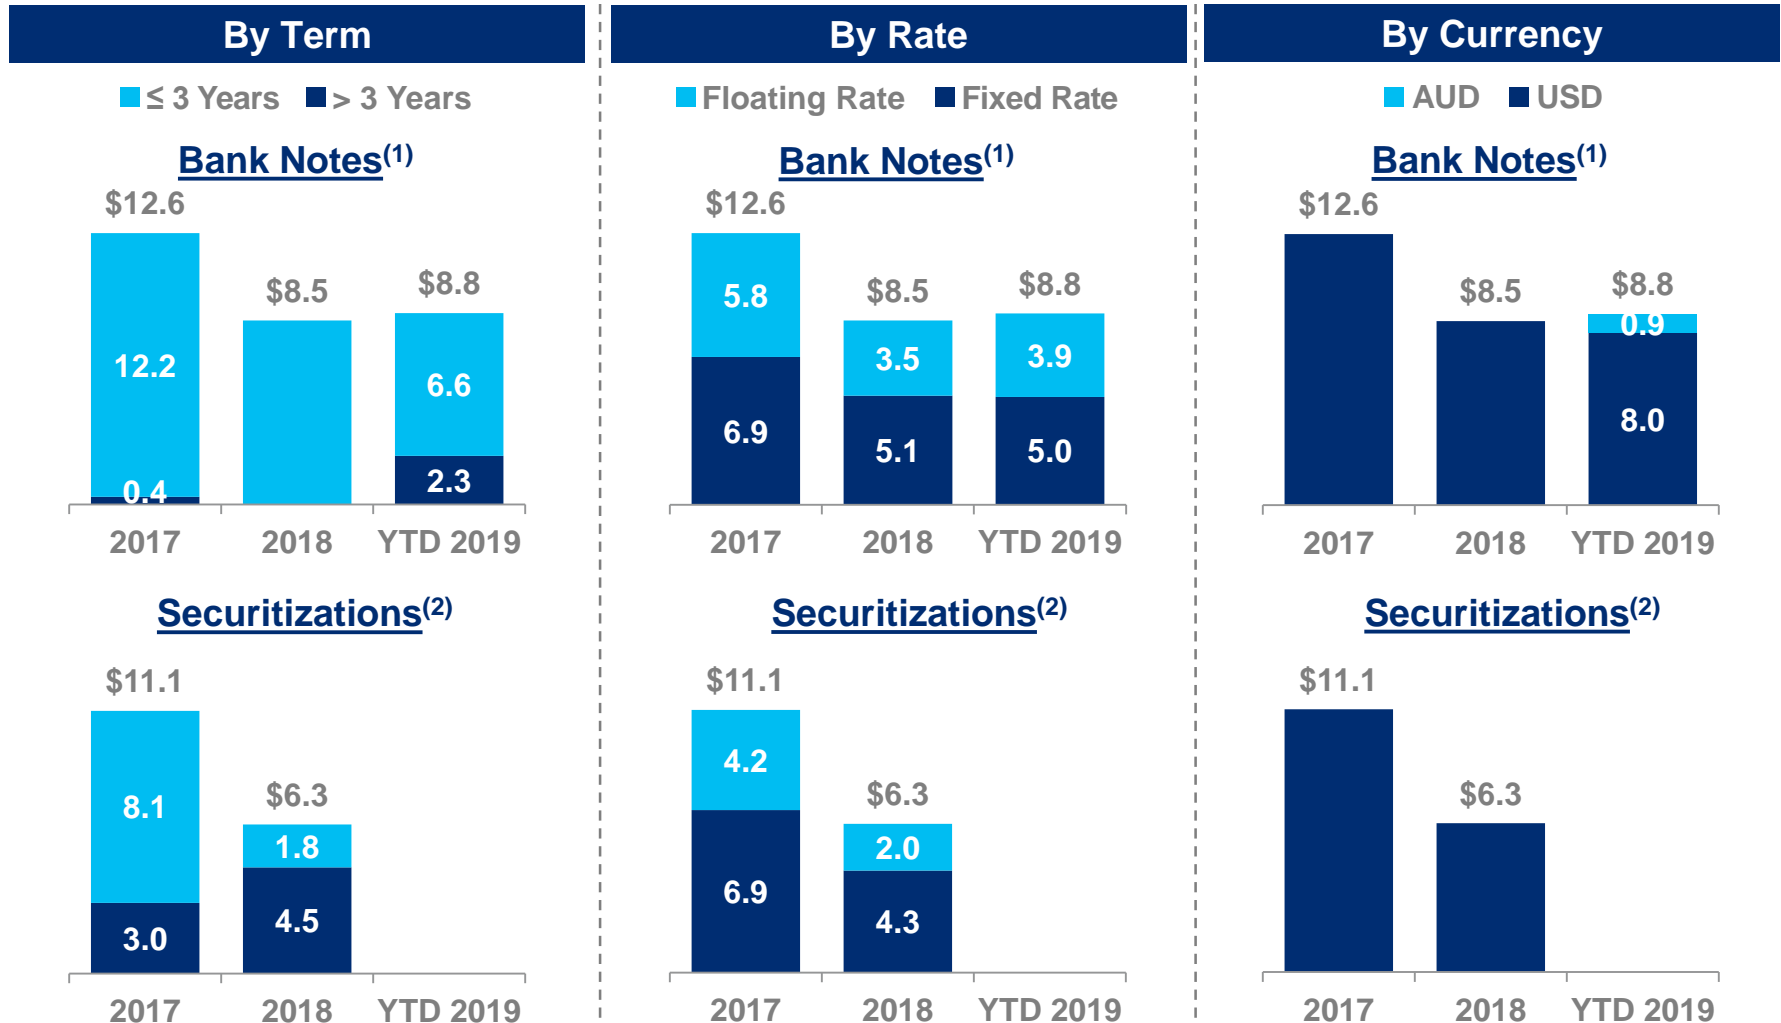 By Term
≤ 3 Years > 3 Years
Bank Notes(1)
$12.6
$8.5
$8.8
12.2
6.6
0.4
2.3
2017 2018 YTD 2019
Securitizations(2)
$11.1
$6.3
8.1
1.8
3.0
4.5
2017 2018 YTD 2019
By Rate
Floating Rate Fixed Rate
Bank Notes(1)
$12.6
$8.5
$8.8
5.8
3.5
3.9
6.9
5.1
5.0
2017 2018 YTD 2019
Securitizations(2)
$11.1
$6.3
4.2
2.0
6.9
4.3
2017 2018 YTD 2019
By Currency
AUD USD
Bank Notes(1)
$12.6
$8.5
$8.8
0.9
8.0
2017 2018 YTD 2019
Securitizations(2)
$11.1
$6.3
2017 2018 YTD 2019